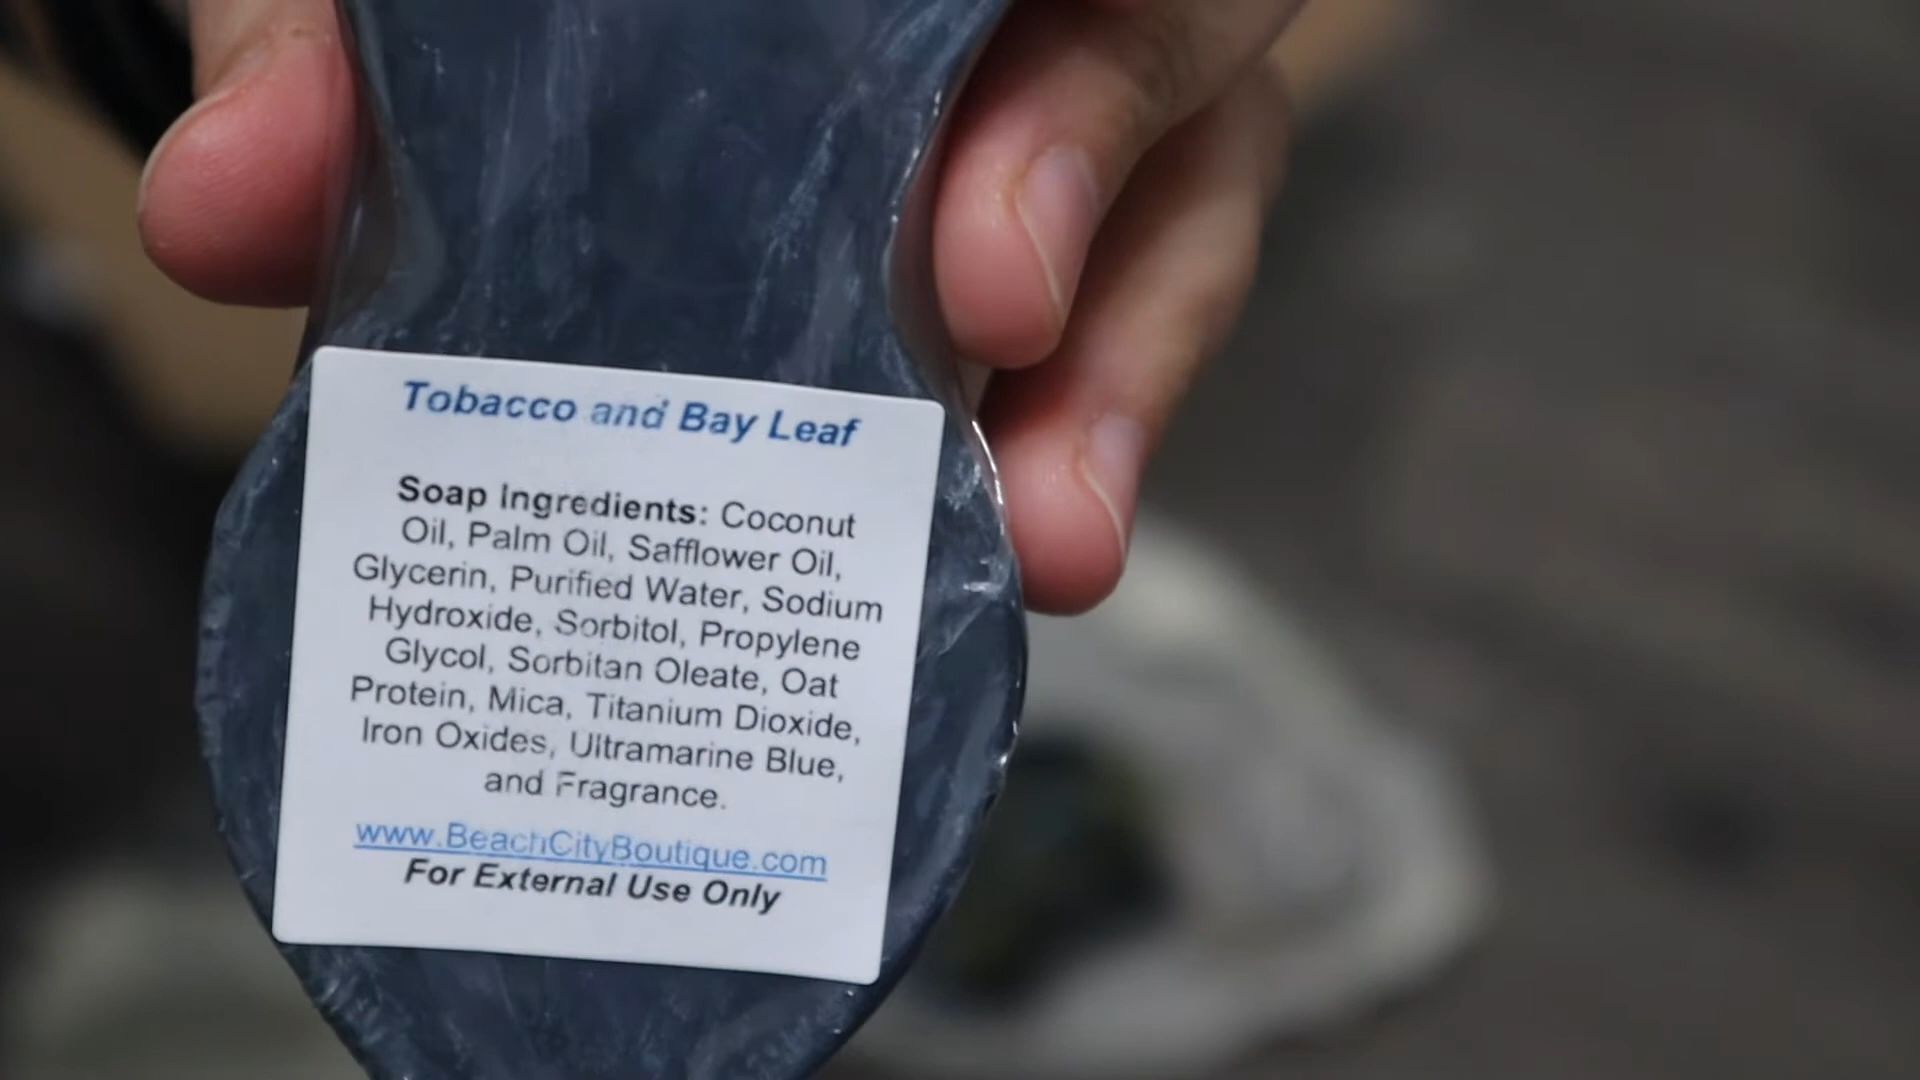 Tobacco and Bay Leaf
Soap Ingredients: Coconut
Oil, Palm Oil, Safflower Oil,
Glycerin, Purified Water, Sodium
Hydroxide, Sorbitol, Propylene
Glycol, Sorbitan Oleate, Oat
Protein, Mica, Titanium Dioxide,
Iron Oxides, Ultramarine Blue,
and Fragrance.
www.BeachCityBoutique.com
For External Use Only